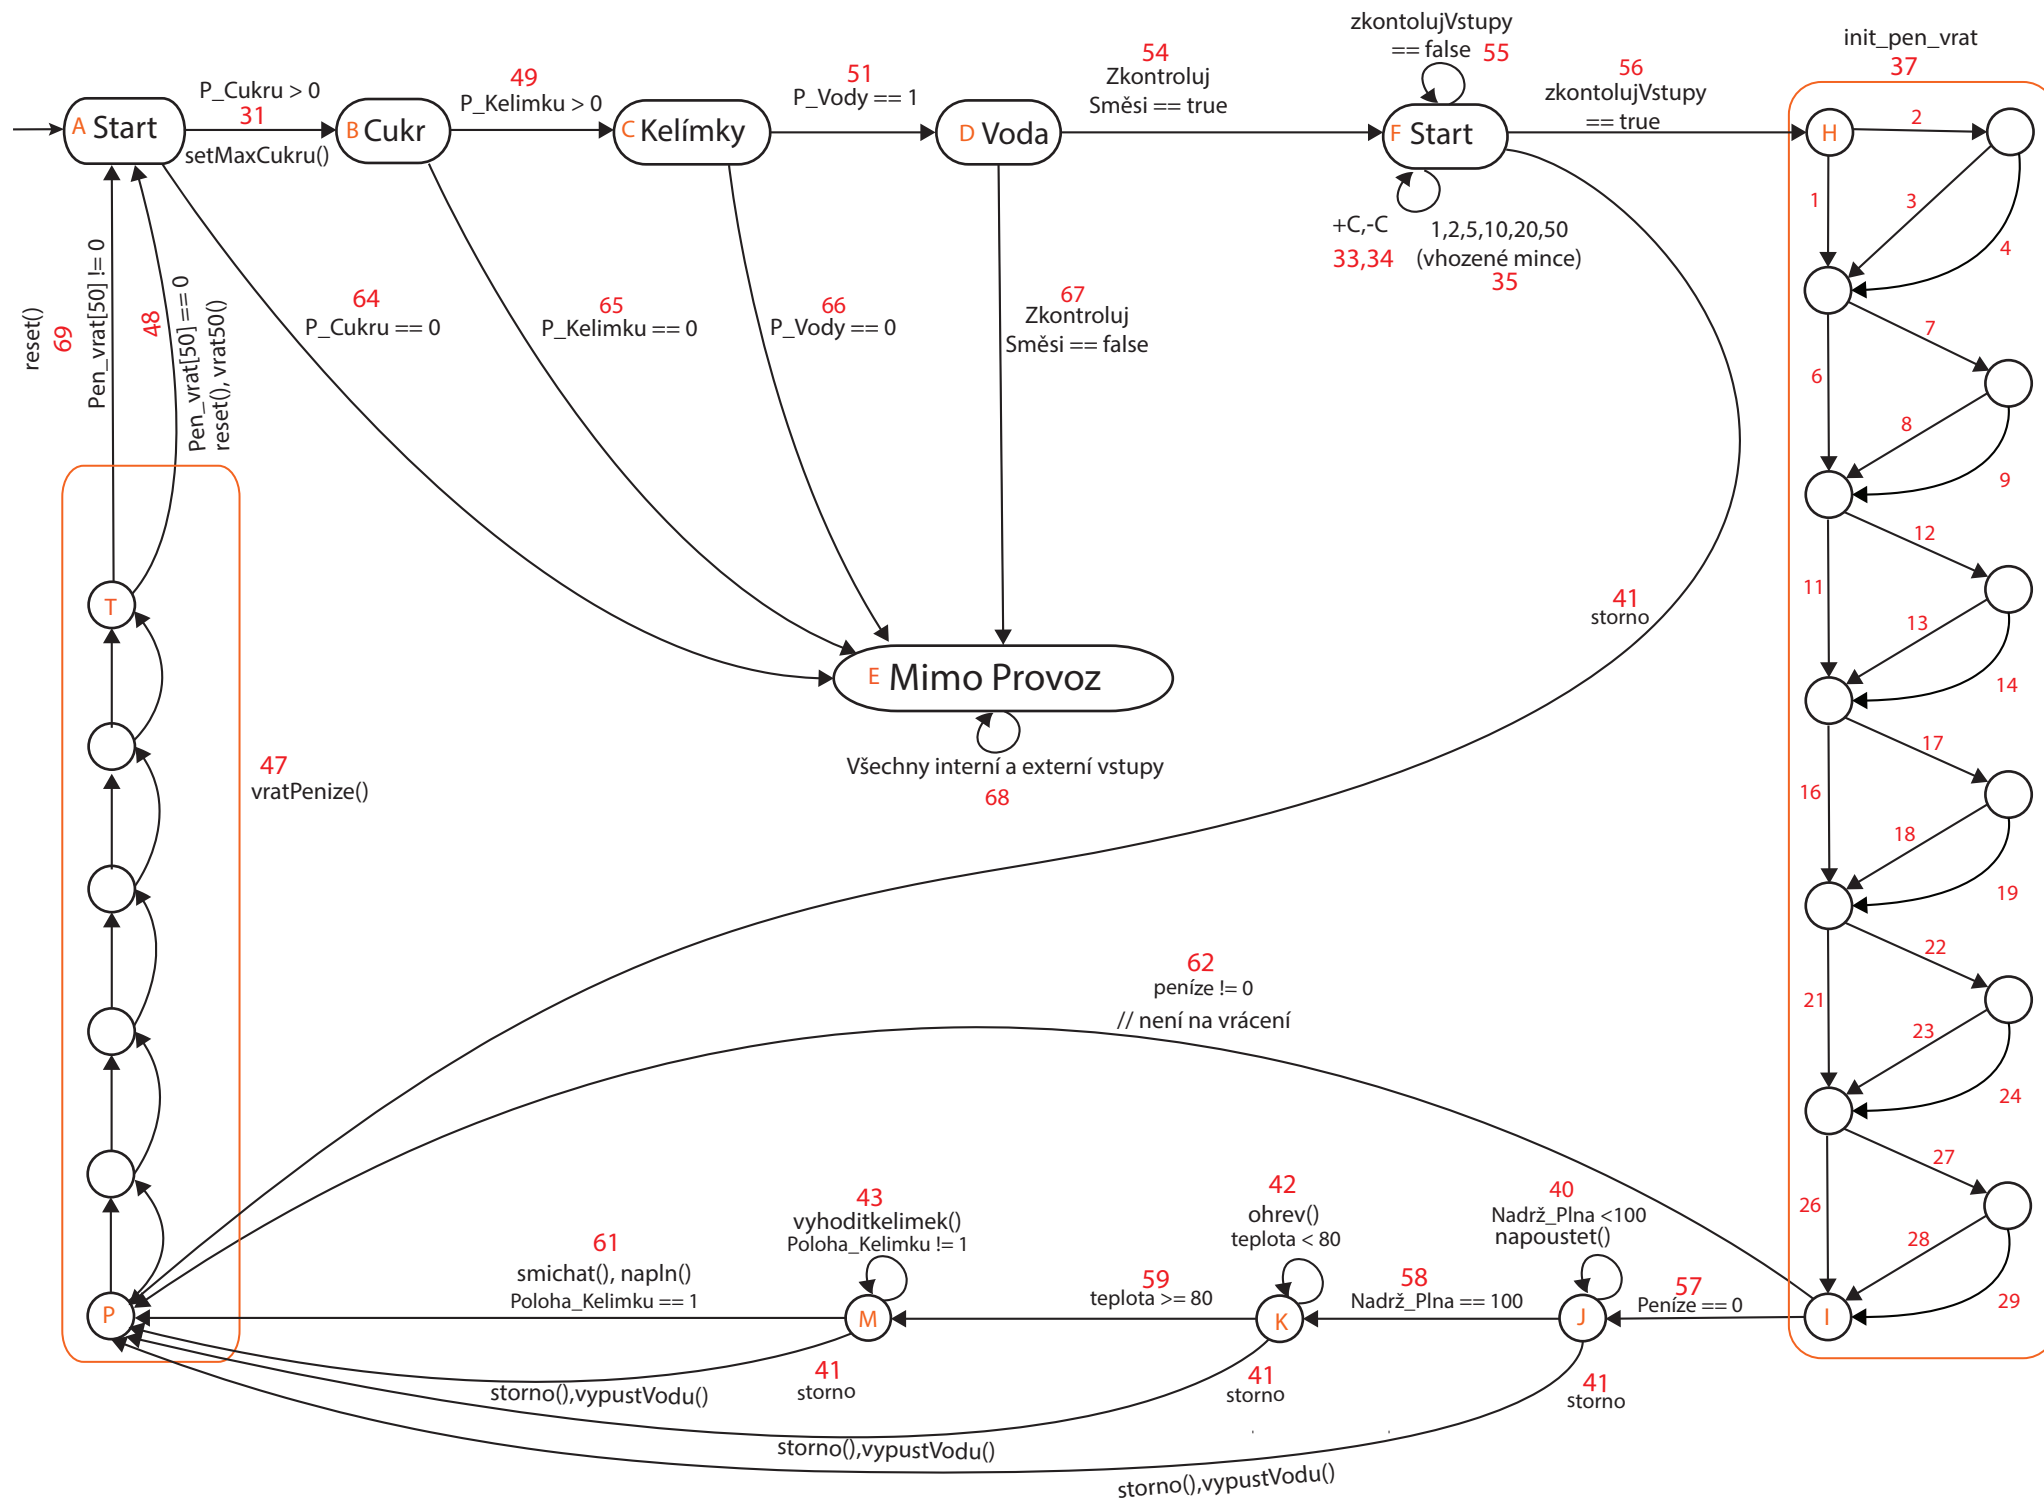 zkontolujVstupy
== false 55
init_pen_vrat
37
54
Zkontroluj
Směsi == true
56
zkontolujVstupy
== true
49
P_Kelimku > 0
51
P_Vody == 1
P_Cukru > 0
31
setMaxCukru()
A Start
B Cukr
C Kelímky
D Voda
F Start
H
2
1
3
4
+C,-C
33,34
1,2,5,10,20,50
(vhozené mince)
35
reset()
69
Pen_vrat[50] != 0
48
Pen_vrat[50] == 0
reset(), vrat50()
64
P_Cukru == 0
65
P_Kelimku == 0
66
P_Vody == 0
67
Zkontroluj
Směsi == false
7
6
8
9
12
11
13
14
41
storno
T
E Mimo Provoz
Všechny interní a externí vstupy
68
47
vratPenize()
17
16
18
19
22
21
23
24
62
peníze != 0
// není na vrácení
27
26
28
29
43
vyhoditkelimek()
Poloha_Kelimku != 1
42
ohrev()
teplota < 80
40
Nadrž_Plna <100
napoustet()
61
smichat(), napln()
Poloha_Kelimku == 1
59
teplota >= 80
58
Nadrž_Plna == 100
57
Peníze == 0
P
M
K
J
I
41
storno
41
storno
41
storno
storno(),vypustVodu()
storno(),vypustVodu()
storno(),vypustVodu()